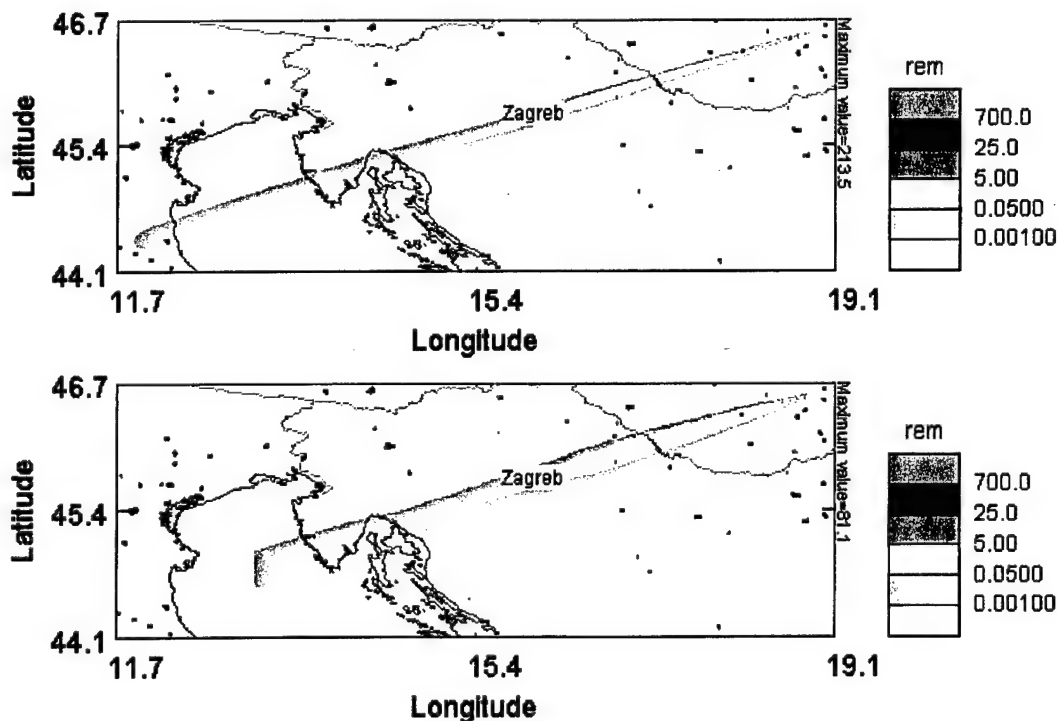 46.7
45.4
44.1
Latitude
Zagreb
Maximum value=213.5
11.7
15.4
19.1
Longitude
rem
700.0
25.0
5.00
0.0500
0.00100
46.7
45.4
44.1
Latitude
Zagreb
Maximum value=81.1
11.7
15.4
19.1
Longitude
rem
700.0
25.0
5.00
0.0500
0.00100